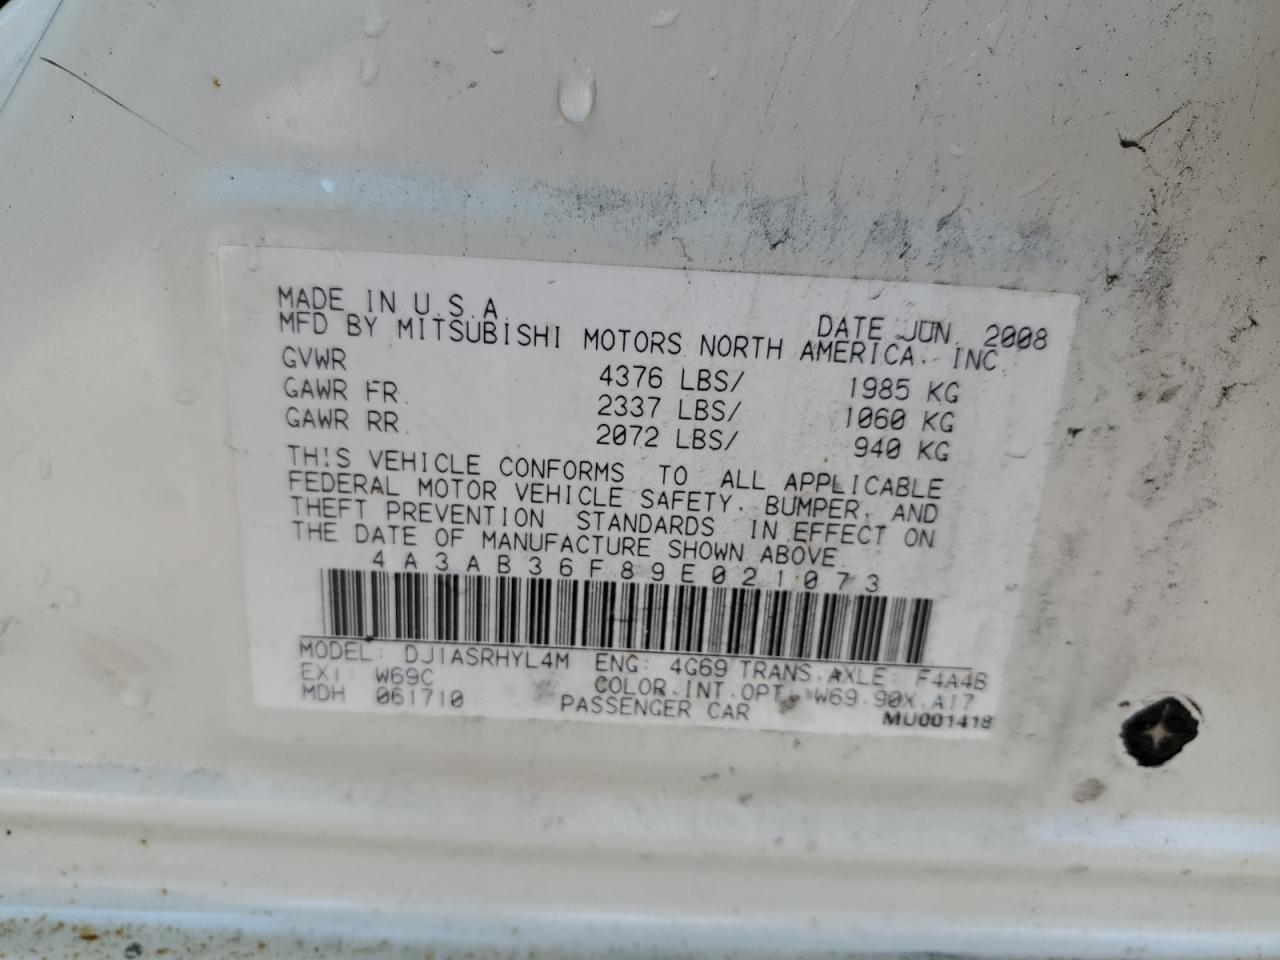 MADE IN U.S.A. DATE JUN. 2008
MFD BY MITSUBISHI MOTORS NORTH AMERICA. INC.
GVWR 4376 LBS/ 1985 KG
GAWR FR. 2337 LBS/ 1060 KG
GAWR RR. 2072 LBS/ 940 KG
THIS VEHICLE CONFORMS TO ALL APPLICABLE
FEDERAL MOTOR VEHICLE SAFETY, BUMPER, AND
THEFT PREVENTION STANDARDS IN EFFECT ON
THE DATE OF MANUFACTURE SHOWN ABOVE.
4A3AB36F89E021073
MODEL: DJ1ASRHYL4M ENG: 4G69 TRANS.AXLE: F4A4B
EXT: W69C COLOR.INT.OPT: W69.90X.A17
MDH 061710 PASSENGER CAR
MU001418